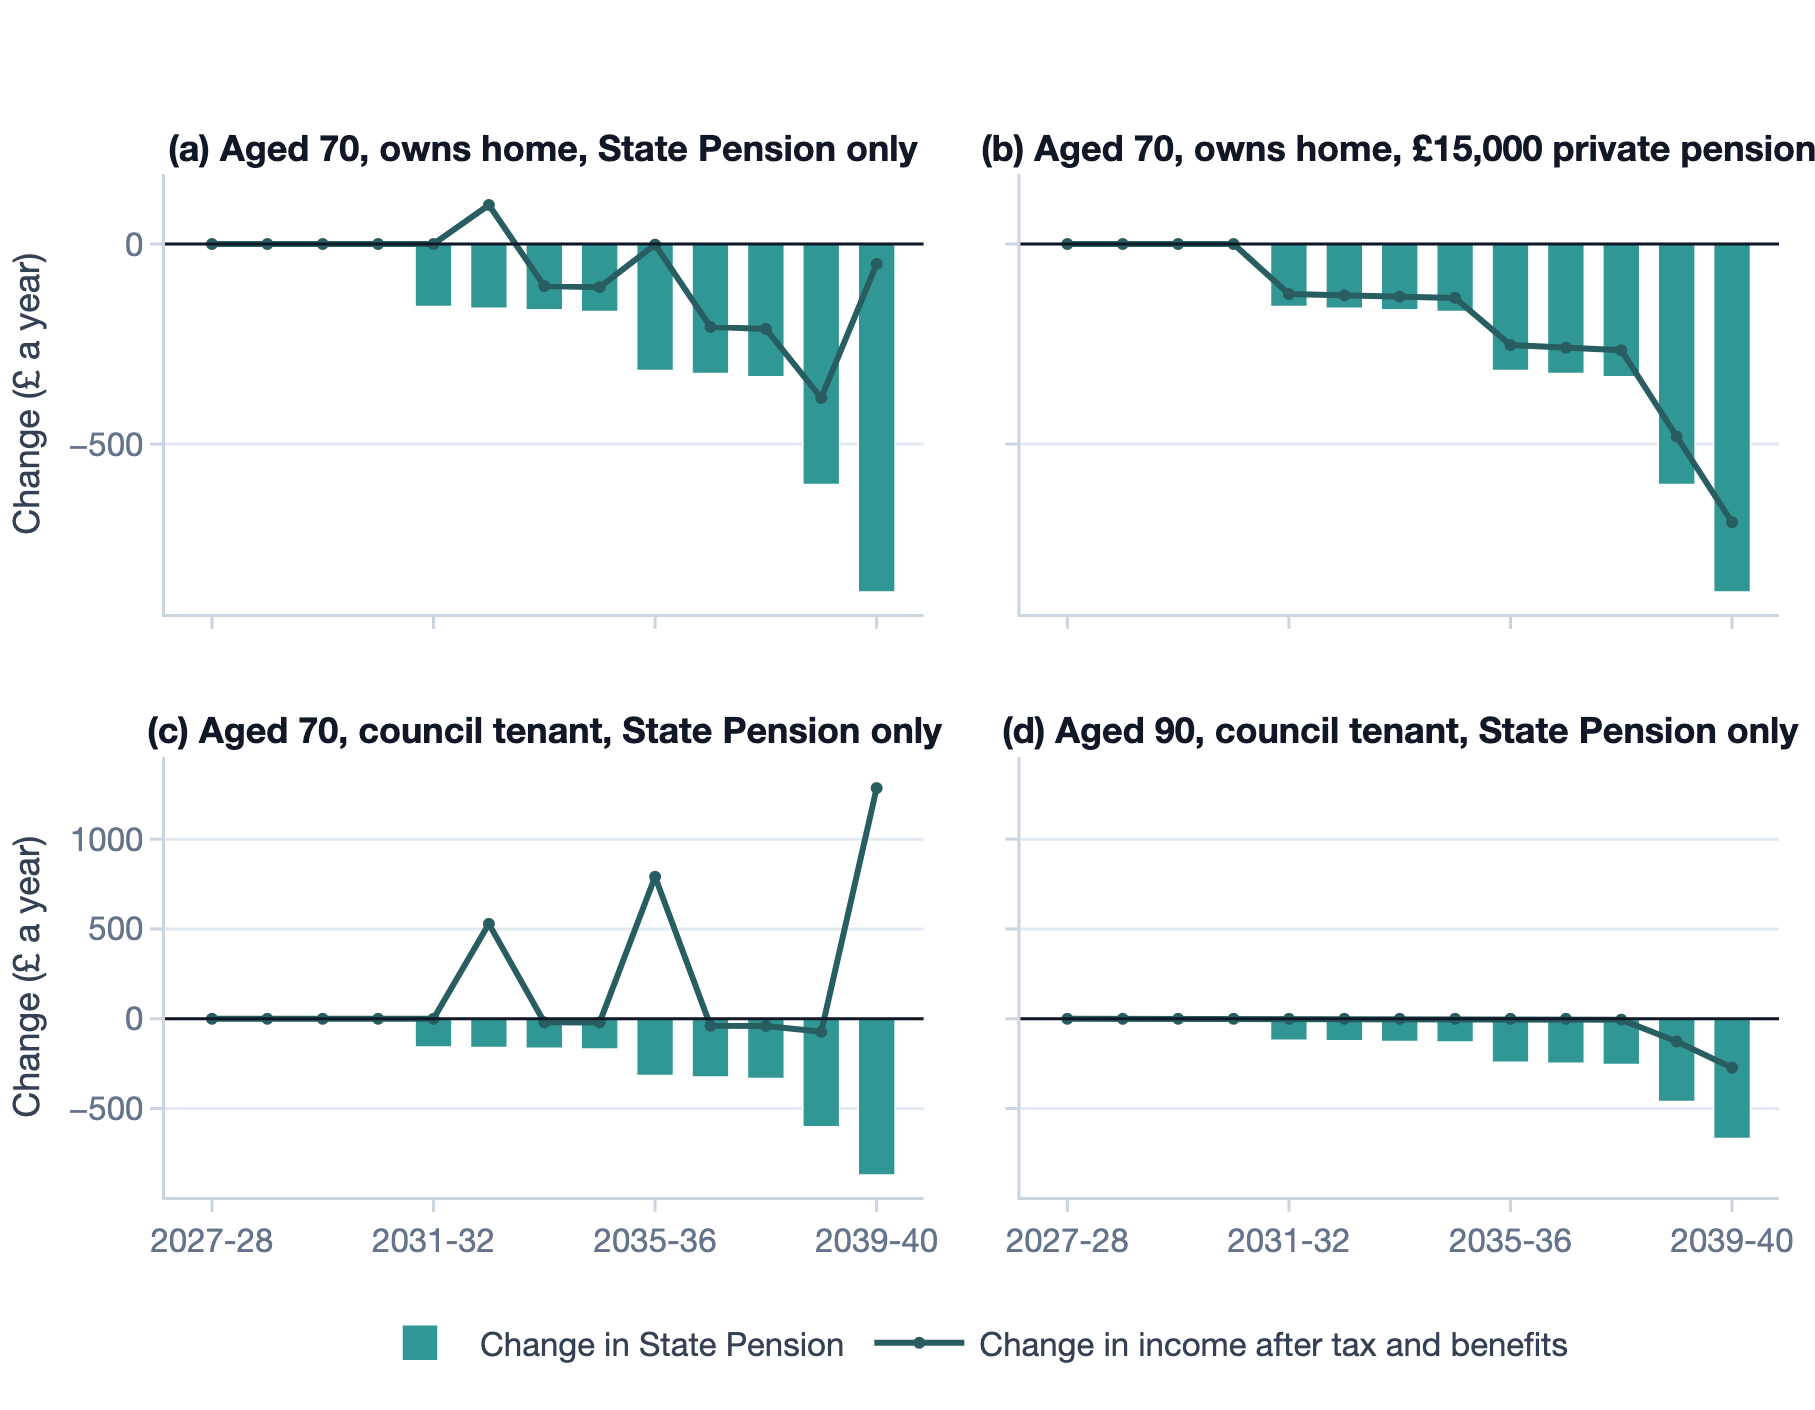 (a) Aged 70, owns home, State Pension only
(b) Aged 70, owns home, £15,000 private pension
Change (£ a year)
0
−500
(c) Aged 70, council tenant, State Pension only
(d) Aged 90, council tenant, State Pension only
Change (£ a year)
1000
500
0
−500
2027-28
2031-32
2035-36
2039-40
2027-28
2031-32
2035-36
2039-40
Change in State Pension
Change in income after tax and benefits